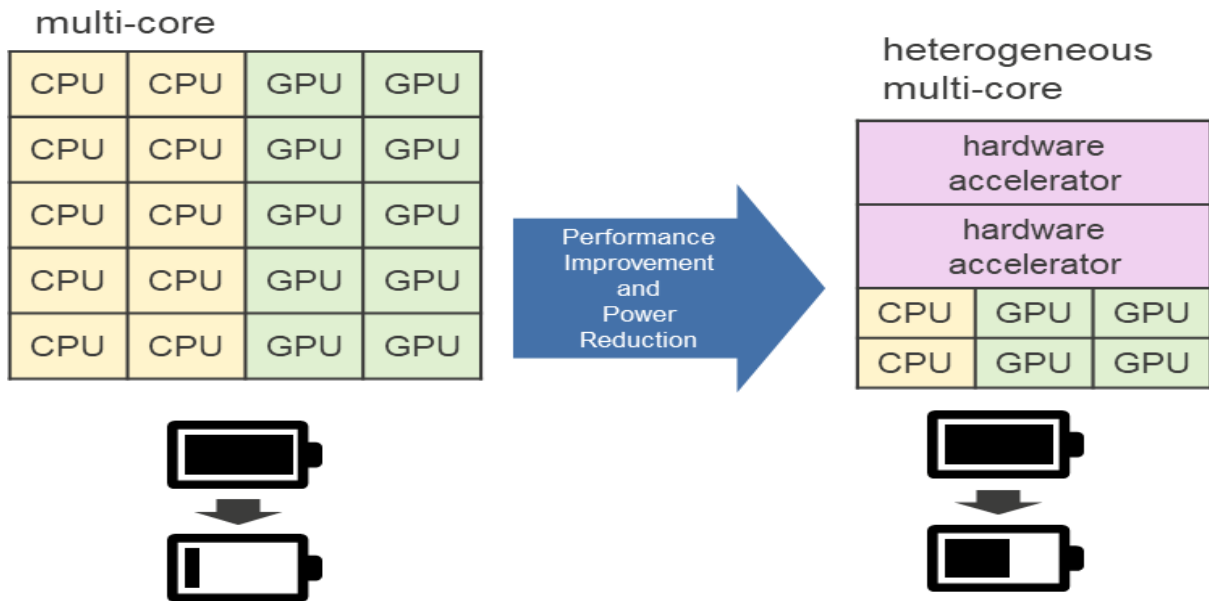 multi-core
CPU CPU GPU GPU
CPU CPU GPU GPU
CPU CPU GPU GPU
CPU CPU GPU GPU
CPU CPU GPU GPU
Performance
Improvement
and
Power
Reduction
heterogeneous
multi-core
hardware
accelerator
hardware
accelerator
CPU GPU GPU
CPU GPU GPU